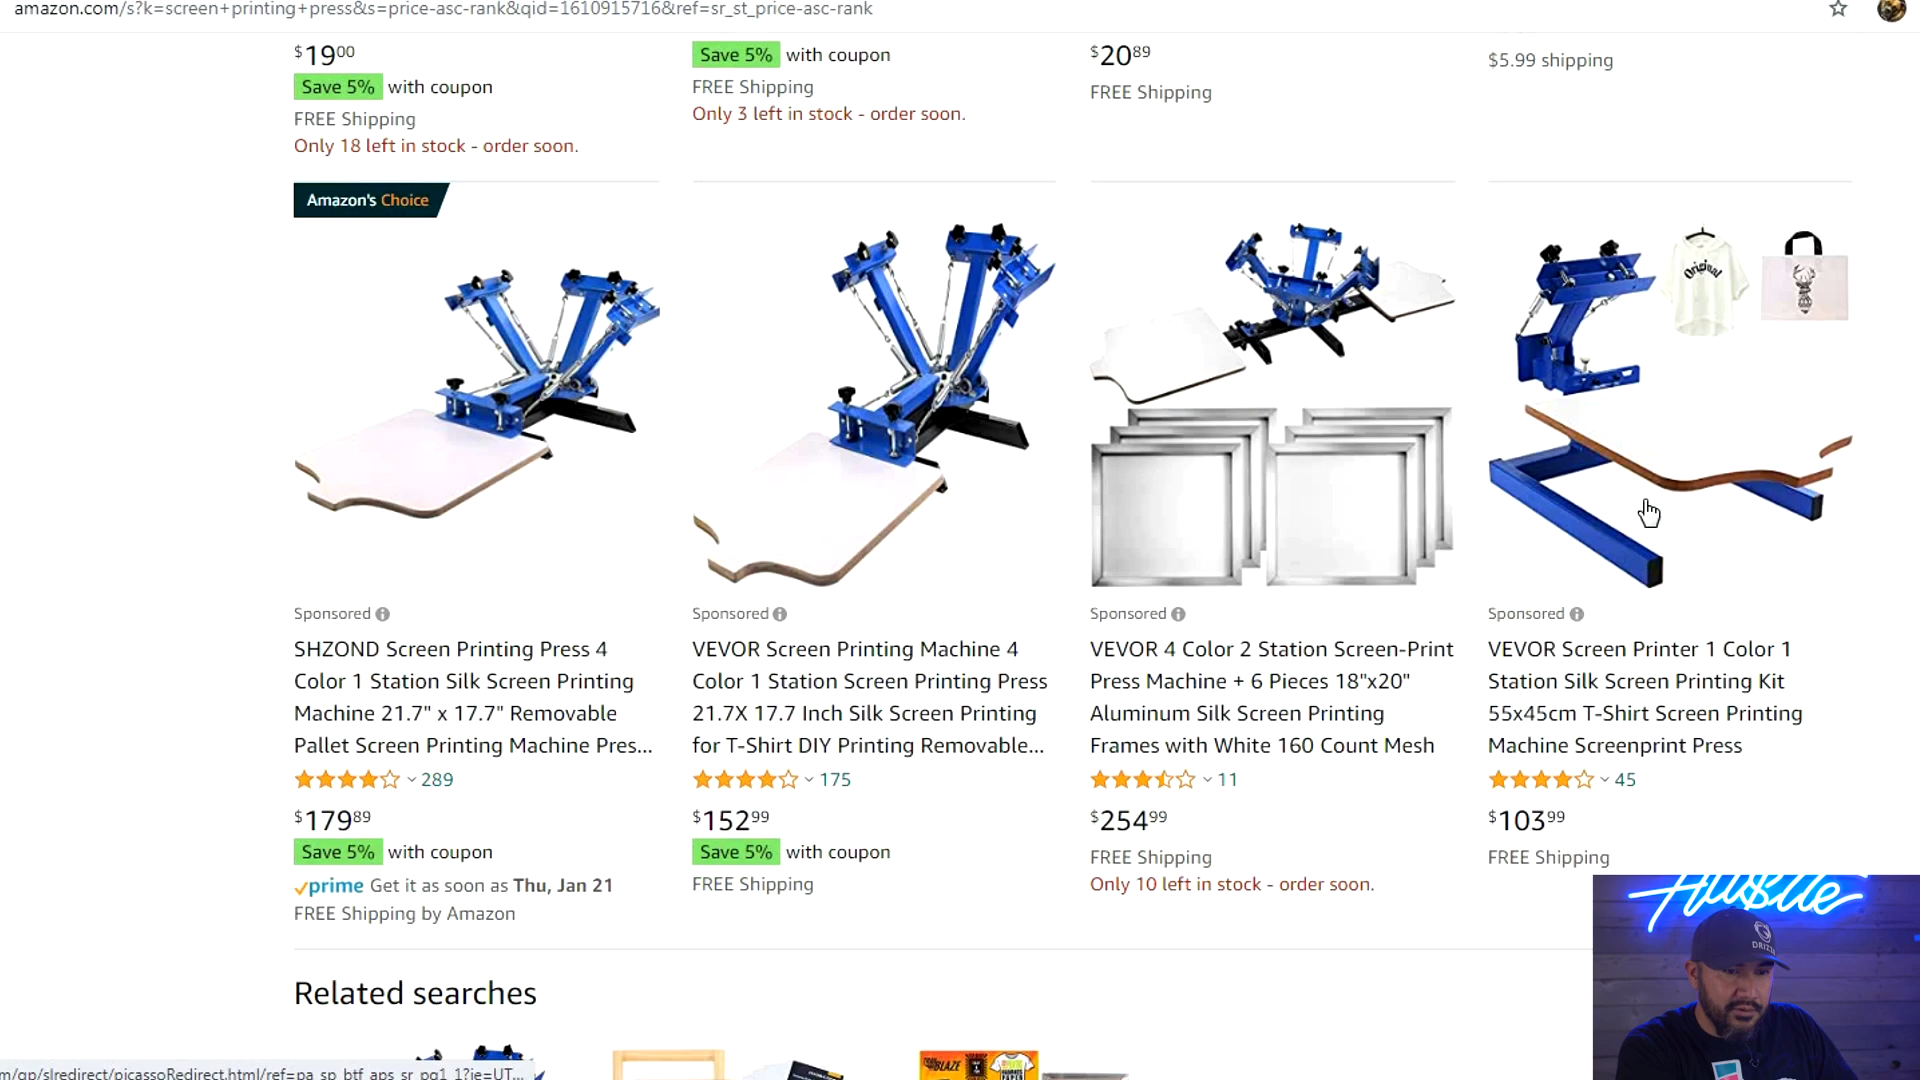 amazon.com/s?k=screen+printing+press&s=price-asc-rank&qid=1610915716&ref=sr_st_price-asc-rank
$19 00
Save 5% with coupon
FREE Shipping
Only 18 left in stock - order soon.
Save 5% with coupon
FREE Shipping
Only 3 left in stock - order soon.
$20 89
FREE Shipping
$5.99 shipping
Amazon's Choice
Original
Sponsored
SHZOND Screen Printing Press 4
Color 1 Station Silk Screen Printing
Machine 21.7" x 17.7" Removable
Pallet Screen Printing Machine Pres...
289
$179 89
Save 5% with coupon
prime Get it as soon as Thu, Jan 21
FREE Shipping by Amazon
Sponsored
VEVOR Screen Printing Machine 4
Color 1 Station Screen Printing Press
21.7X 17.7 Inch Silk Screen Printing
for T-Shirt DIY Printing Removable...
175
$152 99
Save 5% with coupon
FREE Shipping
Sponsored
VEVOR 4 Color 2 Station Screen-Print
Press Machine + 6 Pieces 18"x20"
Aluminum Silk Screen Printing
Frames with White 160 Count Mesh
11
$254 99
FREE Shipping
Only 10 left in stock - order soon.
Sponsored
VEVOR Screen Printer 1 Color 1
Station Silk Screen Printing Kit
55x45cm T-Shirt Screen Printing
Machine Screenprint Press
45
$103 99
FREE Shipping
Hustle
Related searches
BLAZE
m/gp/slredirect/picassoRedirect.html/ref=pa_sp_btf_aps_sr_pg1_1?ie=UT...